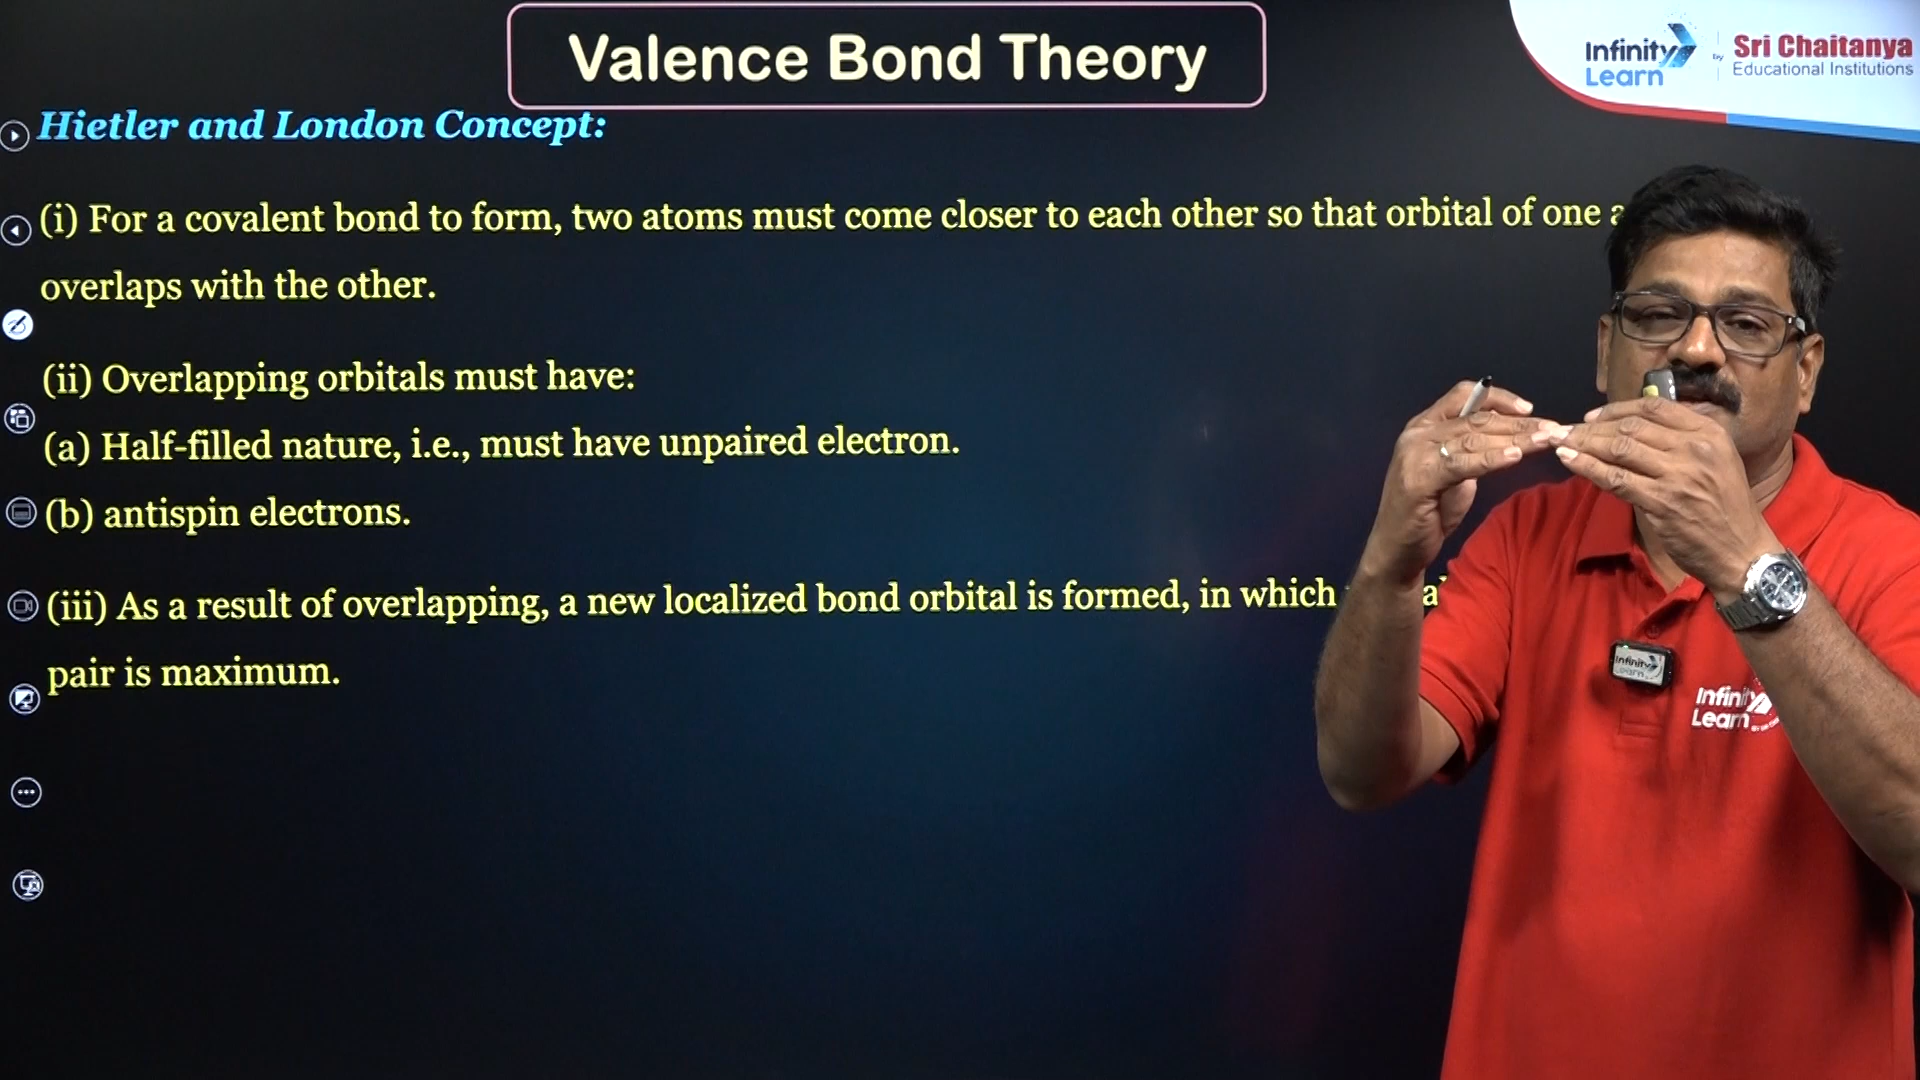 Valence Bond Theory
Infinity Learn by Sri Chaitanya Educational Institutions
Hietler and London Concept:
(i) For a covalent bond to form, two atoms must come closer to each other so that orbital of one
overlaps with the other.
(ii) Overlapping orbitals must have:
(a) Half-filled nature, i.e., must have unpaired electron.
(b) antispin electrons.
(iii) As a result of overlapping, a new localized bond orbital is formed, in which
pair is maximum.
Infinity
Learn
Infinity
Learn